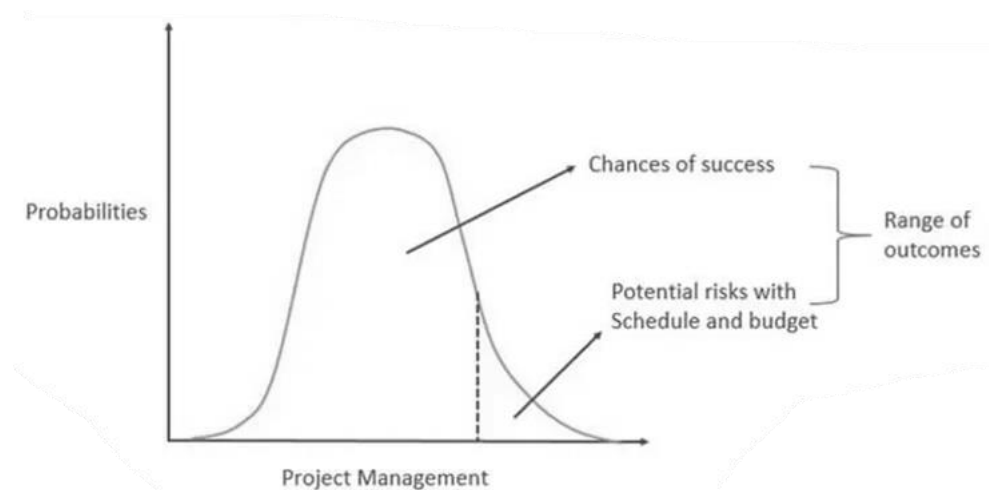 Chances of success
Probabilities
Range of
outcomes
Potential risks with
Schedule and budget
Project Management